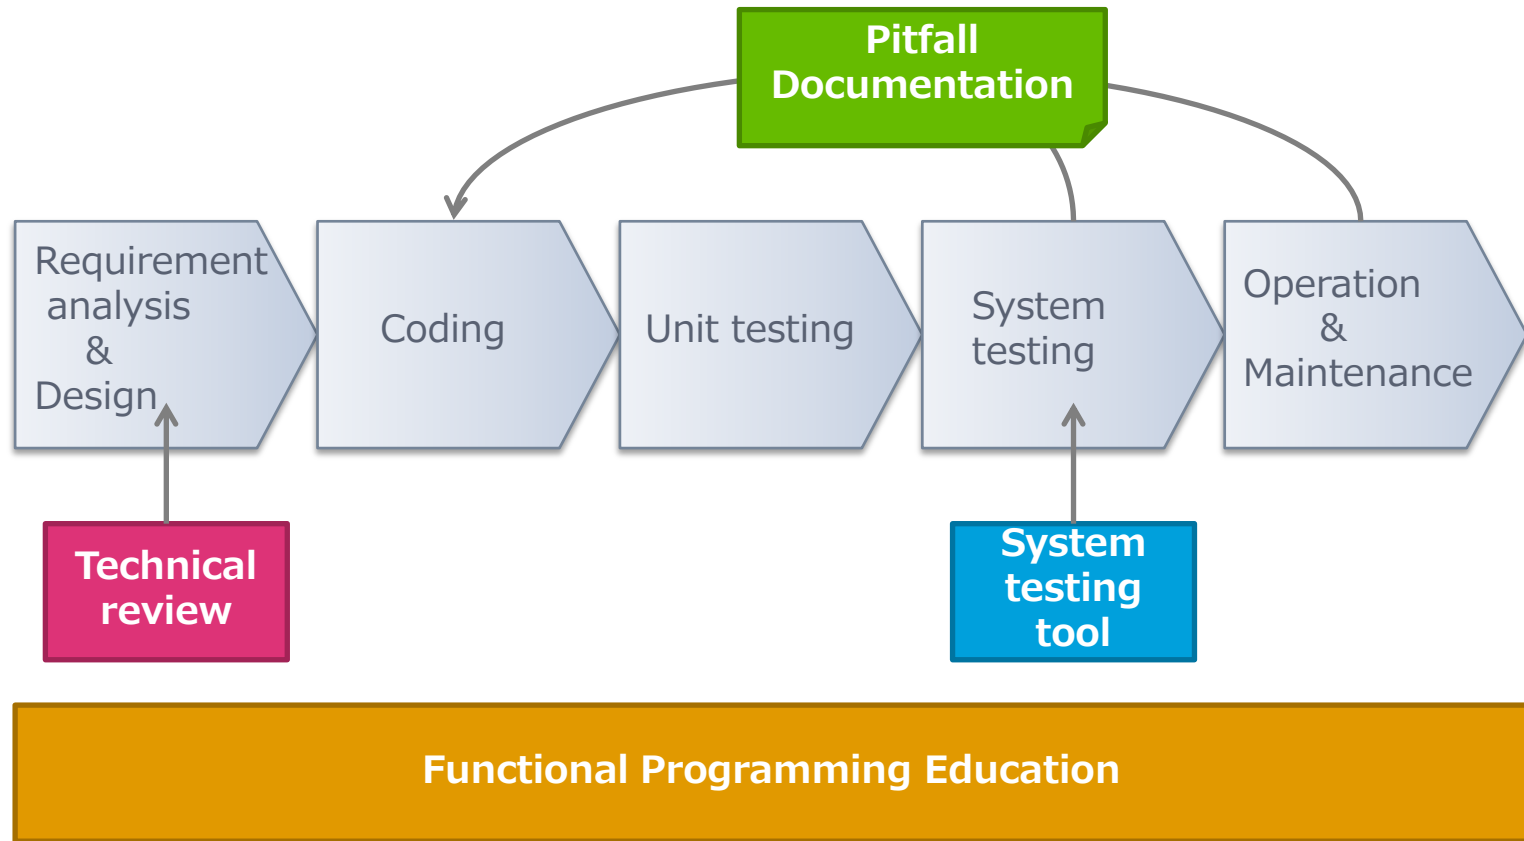 Pitfall
Documentation
Requirement
analysis
&
Design
Coding
Unit testing
System
testing
Operation
&
Maintenance
Technical
review
System
testing
tool
Functional Programming Education